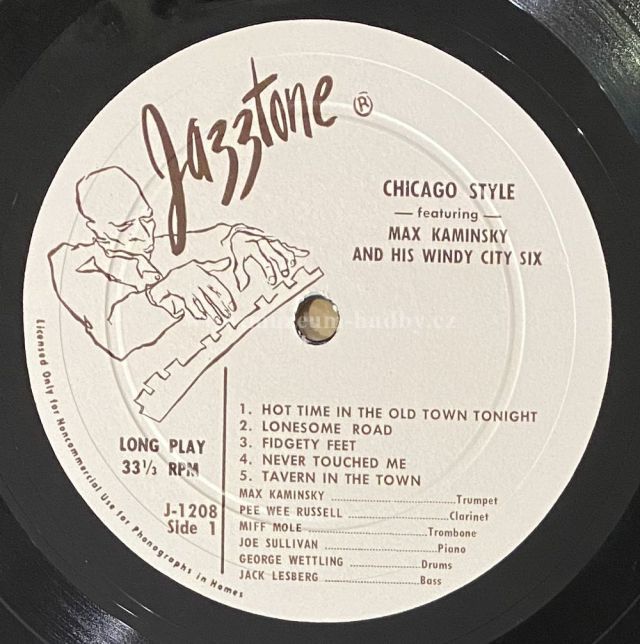 Jazztone ®
CHICAGO STYLE
— featuring —
MAX KAMINSKY
AND HIS WINDY CITY SIX
1. HOT TIME IN THE OLD TOWN TONIGHT
2. LONESOME ROAD
3. FIDGETY FEET
4. NEVER TOUCHED ME
5. TAVERN IN THE TOWN
MAX KAMINSKY Trumpet
PEE WEE RUSSELL Clarinet
MIFF MOLE Trombone
JOE SULLIVAN Piano
GEORGE WETTLING Drums
JACK LESBERG Bass
LONG PLAY
33⅓ RPM
J-1208
Side 1
Licensed Only for Noncommercial Use for Phonographs in Homes